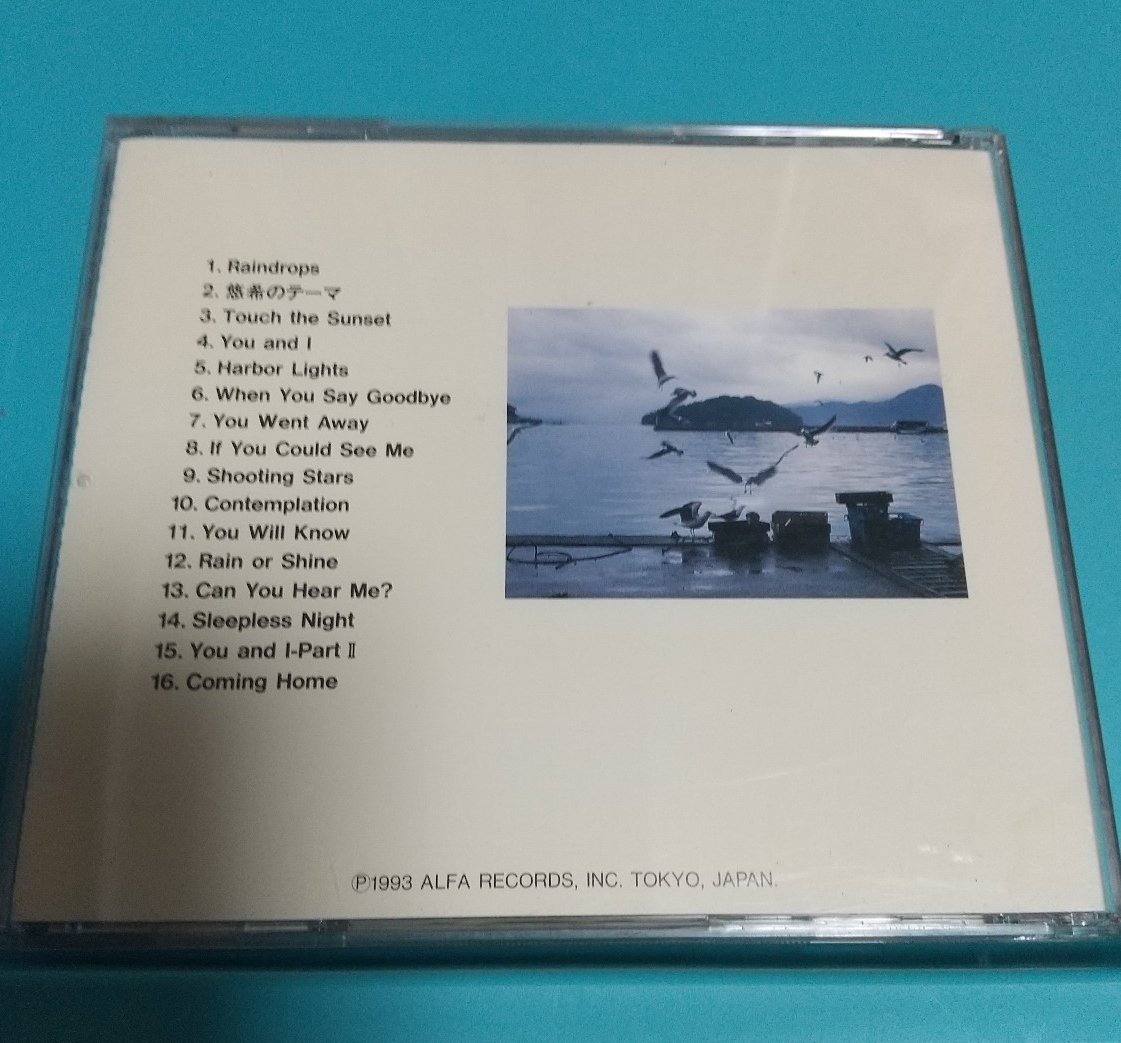 1. Raindrops
2. 悠希のテーマ
3. Touch the Sunset
4. You and I
5. Harbor Lights
6. When You Say Goodbye
7. You Went Away
8. If You Could See Me
9. Shooting Stars
10. Contemplation
11. You Will Know
12. Rain or Shine
13. Can You Hear Me?
14. Sleepless Night
15. You and I-Part Ⅱ
16. Coming Home
Ⓟ1993 ALFA RECORDS, INC. TOKYO, JAPAN.